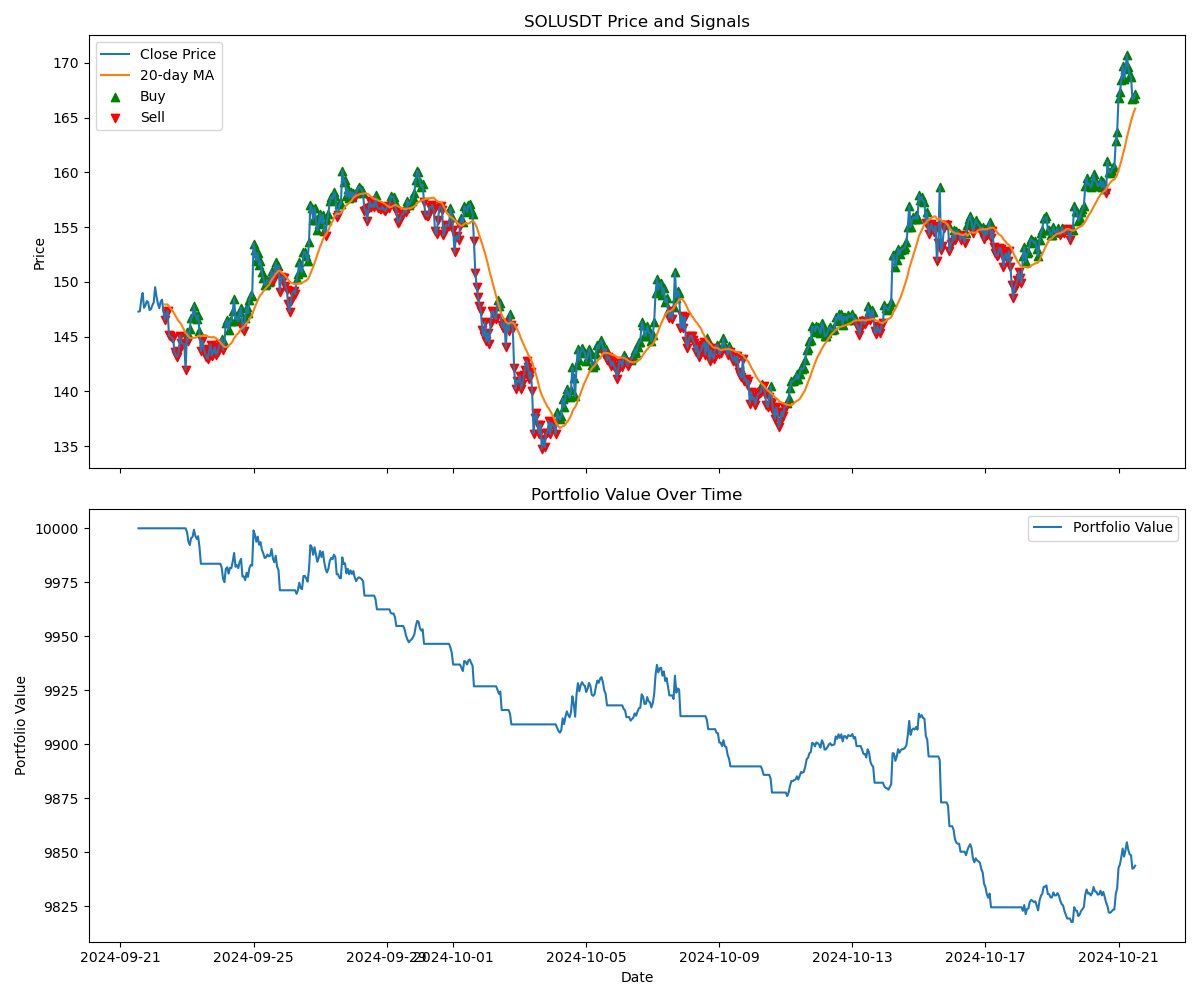 SOLUSDT Price and Signals
Close Price
20-day MA
Buy
Sell
170
165
160
155
150
145
140
135
Price
Portfolio Value Over Time
Portfolio Value
10000
9975
9950
9925
9900
9875
9850
9825
Portfolio Value
2024-09-21 2024-09-25 2024-09-29 2024-10-01 2024-10-05 2024-10-09 2024-10-13 2024-10-17 2024-10-21
Date